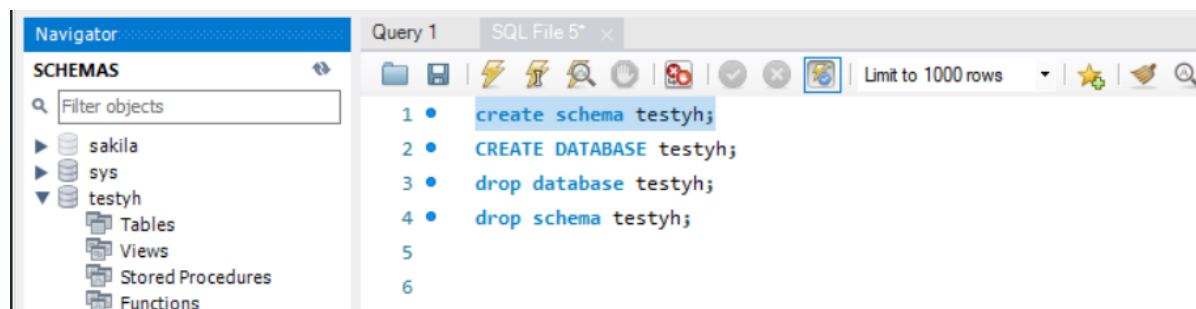 Navigator
SCHEMAS
Filter objects
sakila
sys
testyh
Tables
Views
Stored Procedures
Functions
Query 1
SQL File 5*
Limit to 1000 rows
1 create schema testyh;
2 CREATE DATABASE testyh;
3 drop database testyh;
4 drop schema testyh;
5
6